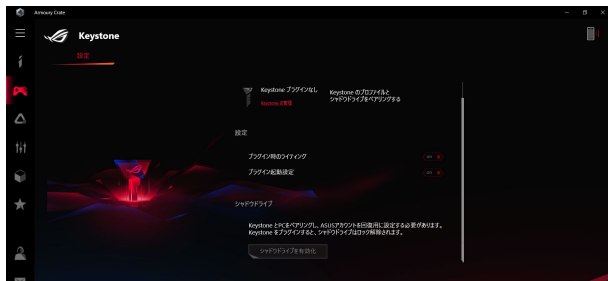 Armoury Crate
Keystone
設定
Keystone プラグインなし
Keystone のプロファイルと
シャドウドライブをペアリングする
設定
プラグイン時のライティング
プラグイン起動設定
シャドウドライブ
Keystone とPCをペアリングし、ASUSアカウントを回復用に設定する必要があります。
Keystone をプラグインすると、シャドウドライブはロック解除されます。
シャドウドライブを有効化